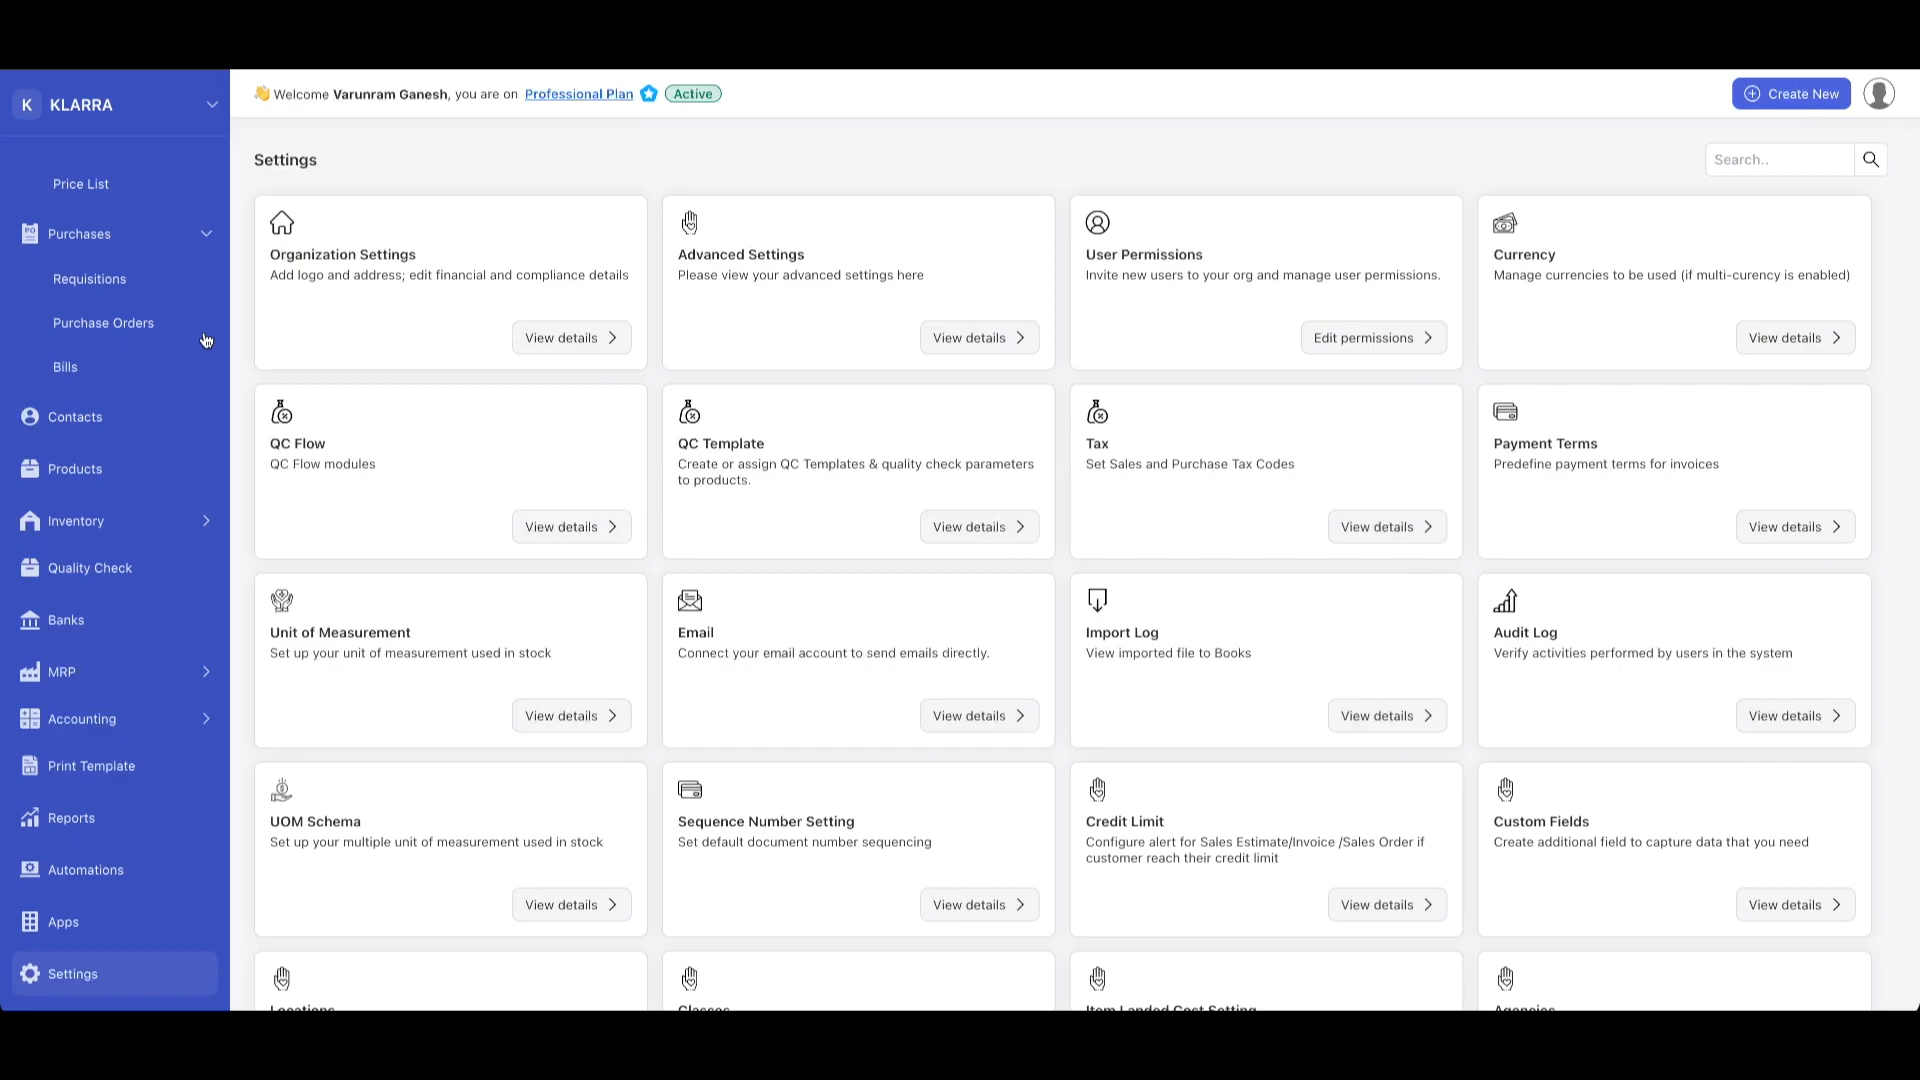 K KLARRA
Price List
Purchases
Requisitions
Purchase Orders
Bills
Contacts
Products
Inventory
Quality Check
Banks
MRP
Accounting
Print Template
Reports
Automations
Apps
Settings
👋 Welcome Varunram Ganesh, you are on Professional Plan Active
Create New
Settings
Search..
Organization Settings
Add logo and address; edit financial and compliance details
View details
Advanced Settings
Please view your advanced settings here
View details
User Permissions
Invite new users to your org and manage user permissions.
Edit permissions
Currency
Manage currencies to be used (if multi-curency is enabled)
View details
QC Flow
QC Flow modules
View details
QC Template
Create or assign QC Templates & quality check parameters
to products.
View details
Tax
Set Sales and Purchase Tax Codes
View details
Payment Terms
Predefine payment terms for invoices
View details
Unit of Measurement
Set up your unit of measurement used in stock
View details
Email
Connect your email account to send emails directly.
View details
Import Log
View imported file to Books
View details
Audit Log
Verify activities performed by users in the system
View details
UOM Schema
Set up your multiple unit of measurement used in stock
View details
Sequence Number Setting
Set default document number sequencing
View details
Credit Limit
Configure alert for Sales Estimate/Invoice /Sales Order if
customer reach their credit limit
View details
Custom Fields
Create additional field to capture data that you need
View details
Locations
Classes
Item Landed Cost Setting
Agencies